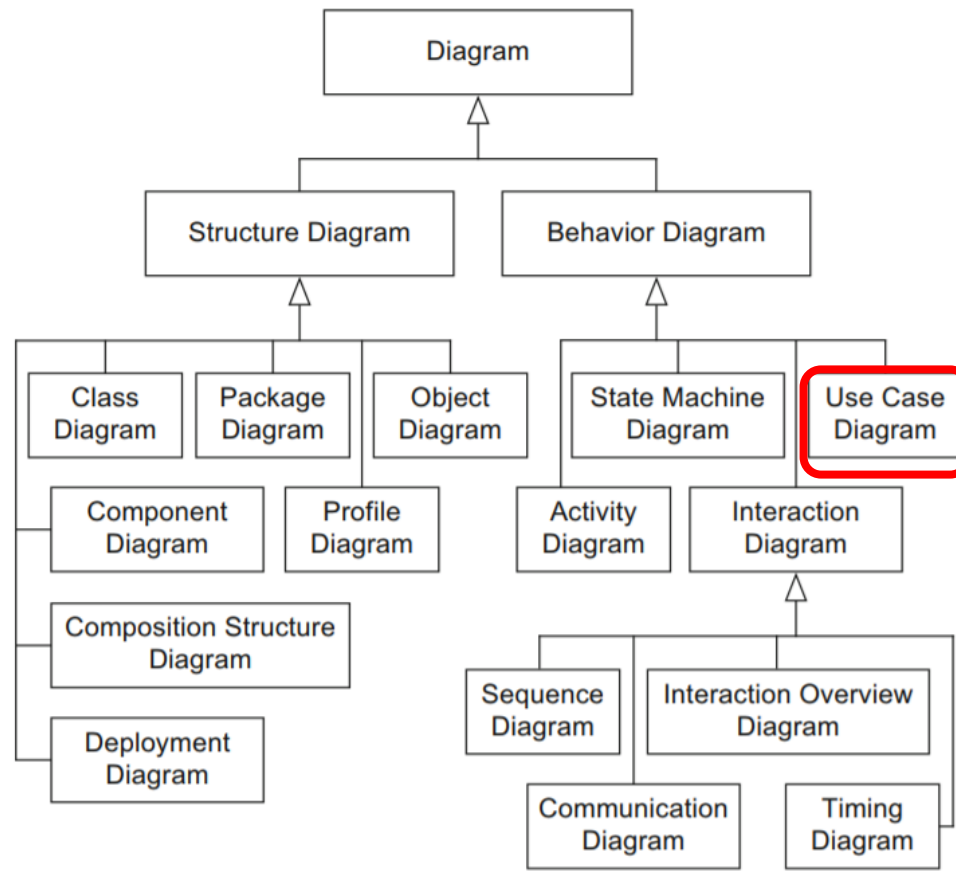 Diagram
Structure Diagram
Behavior Diagram
Class
Diagram
Package
Diagram
Object
Diagram
State Machine
Diagram
Use Case
Diagram
Component
Diagram
Profile
Diagram
Activity
Diagram
Interaction
Diagram
Composition Structure
Diagram
Sequence
Diagram
Interaction Overview
Diagram
Deployment
Diagram
Communication
Diagram
Timing
Diagram